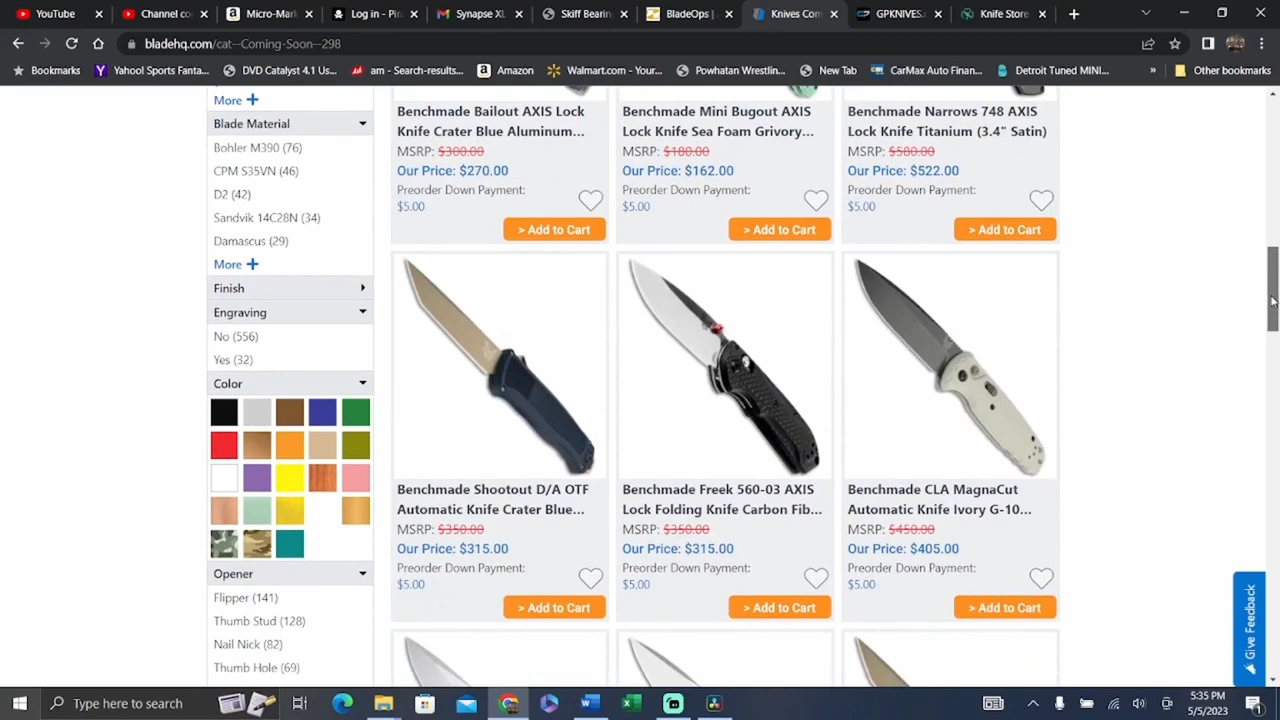 YouTube
Channel co
Micro-Mark
Log in - Pin
Synapse XL
Skiff Bearin
BladeOps |
Knives Com
GPKNIVES.c
Knife Store
bladehq.com/cat--Coming-Soon--298
Bookmarks
Yahool Sports Fanta...
DVD Catalyst 4.1 Us...
am - Search-results...
Amazon
Walmart.com - Your...
Powhatan Wrestlin...
New Tab
CarMax Auto Finan...
Detroit Tuned MINI...
»
Other bookmarks
More +
Blade Material
Bohler M390 (76)
CPM S35VN (46)
D2 (42)
Sandvik 14C28N (34)
Damascus (29)
More +
Finish
Engraving
No (556)
Yes (32)
Color
Opener
Flipper (141)
Thumb Stud (128)
Nail Nick (82)
Thumb Hole (69)
Benchmade Bailout AXIS Lock
Knife Crater Blue Aluminum...
MSRP: $300.00
Our Price: $270.00
Preorder Down Payment:
$5.00
> Add to Cart
Benchmade Mini Bugout AXIS
Lock Knife Sea Foam Grivory...
MSRP: $180.00
Our Price: $162.00
Preorder Down Payment:
$5.00
> Add to Cart
Benchmade Narrows 748 AXIS
Lock Knife Titanium (3.4" Satin)
MSRP: $580.00
Our Price: $522.00
Preorder Down Payment:
$5.00
> Add to Cart
Benchmade Shootout D/A OTF
Automatic Knife Crater Blue...
MSRP: $350.00
Our Price: $315.00
Preorder Down Payment:
$5.00
> Add to Cart
Benchmade Freek 560-03 AXIS
Lock Folding Knife Carbon Fib...
MSRP: $350.00
Our Price: $315.00
Preorder Down Payment:
$5.00
> Add to Cart
Benchmade CLA MagnaCut
Automatic Knife Ivory G-10...
MSRP: $450.00
Our Price: $405.00
Preorder Down Payment:
$5.00
> Add to Cart
Give Feedback
Type here to search
5:35 PM
5/5/2023